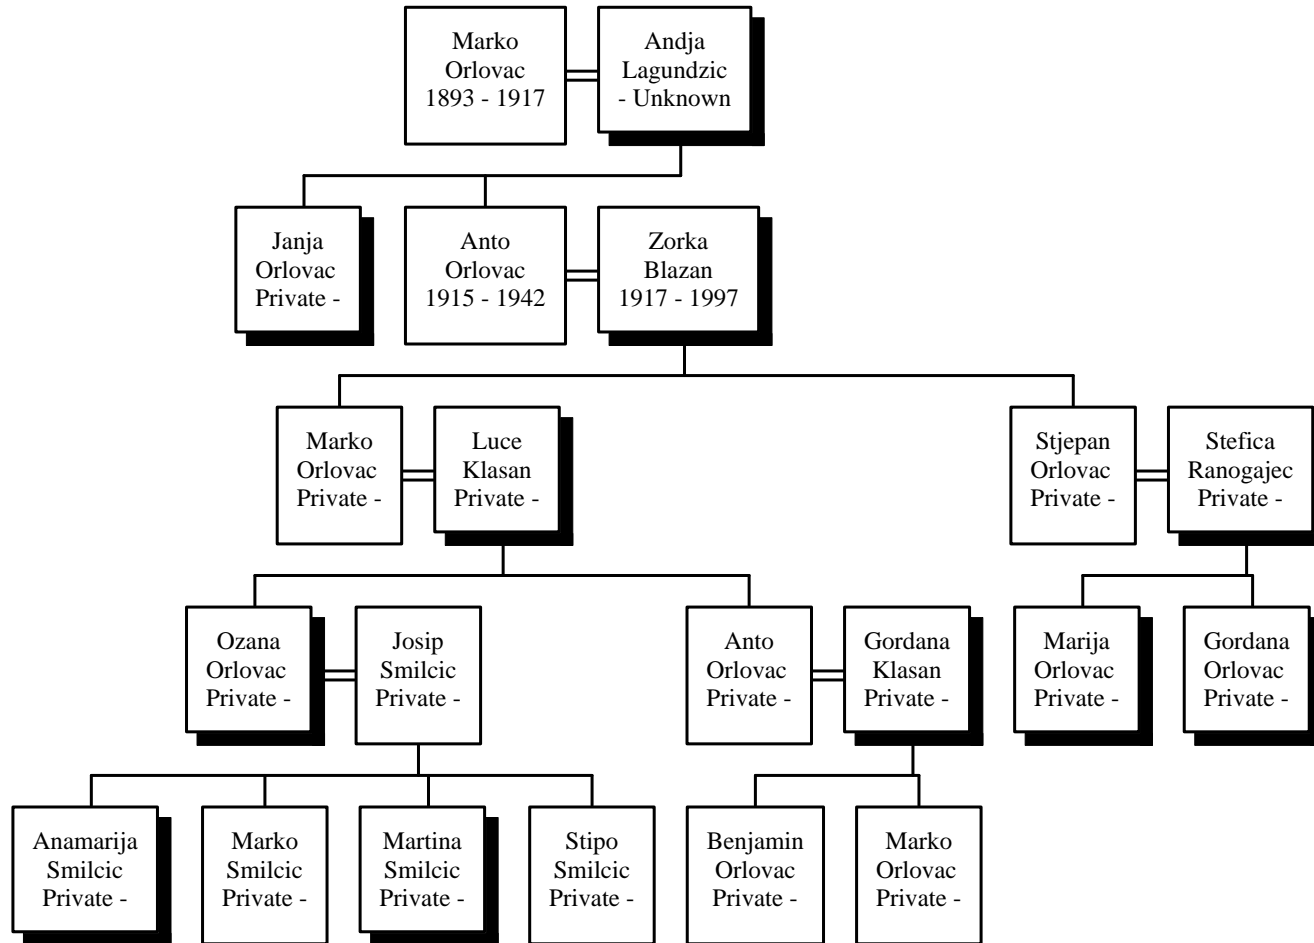 Marko
Orlovac
1893 - 1917
Andja
Lagundzic
- Unknown
Janja
Orlovac
Private -
Anto
Orlovac
1915 - 1942
Zorka
Blazan
1917 - 1997
Marko
Orlovac
Private -
Luce
Klasan
Private -
Stjepan
Orlovac
Private -
Stefica
Ranogajec
Private -
Ozana
Orlovac
Private -
Josip
Smilcic
Private -
Anto
Orlovac
Private -
Gordana
Klasan
Private -
Marija
Orlovac
Private -
Gordana
Orlovac
Private -
Anamarija
Smilcic
Private -
Marko
Smilcic
Private -
Martina
Smilcic
Private -
Stipo
Smilcic
Private -
Benjamin
Orlovac
Private -
Marko
Orlovac
Private -